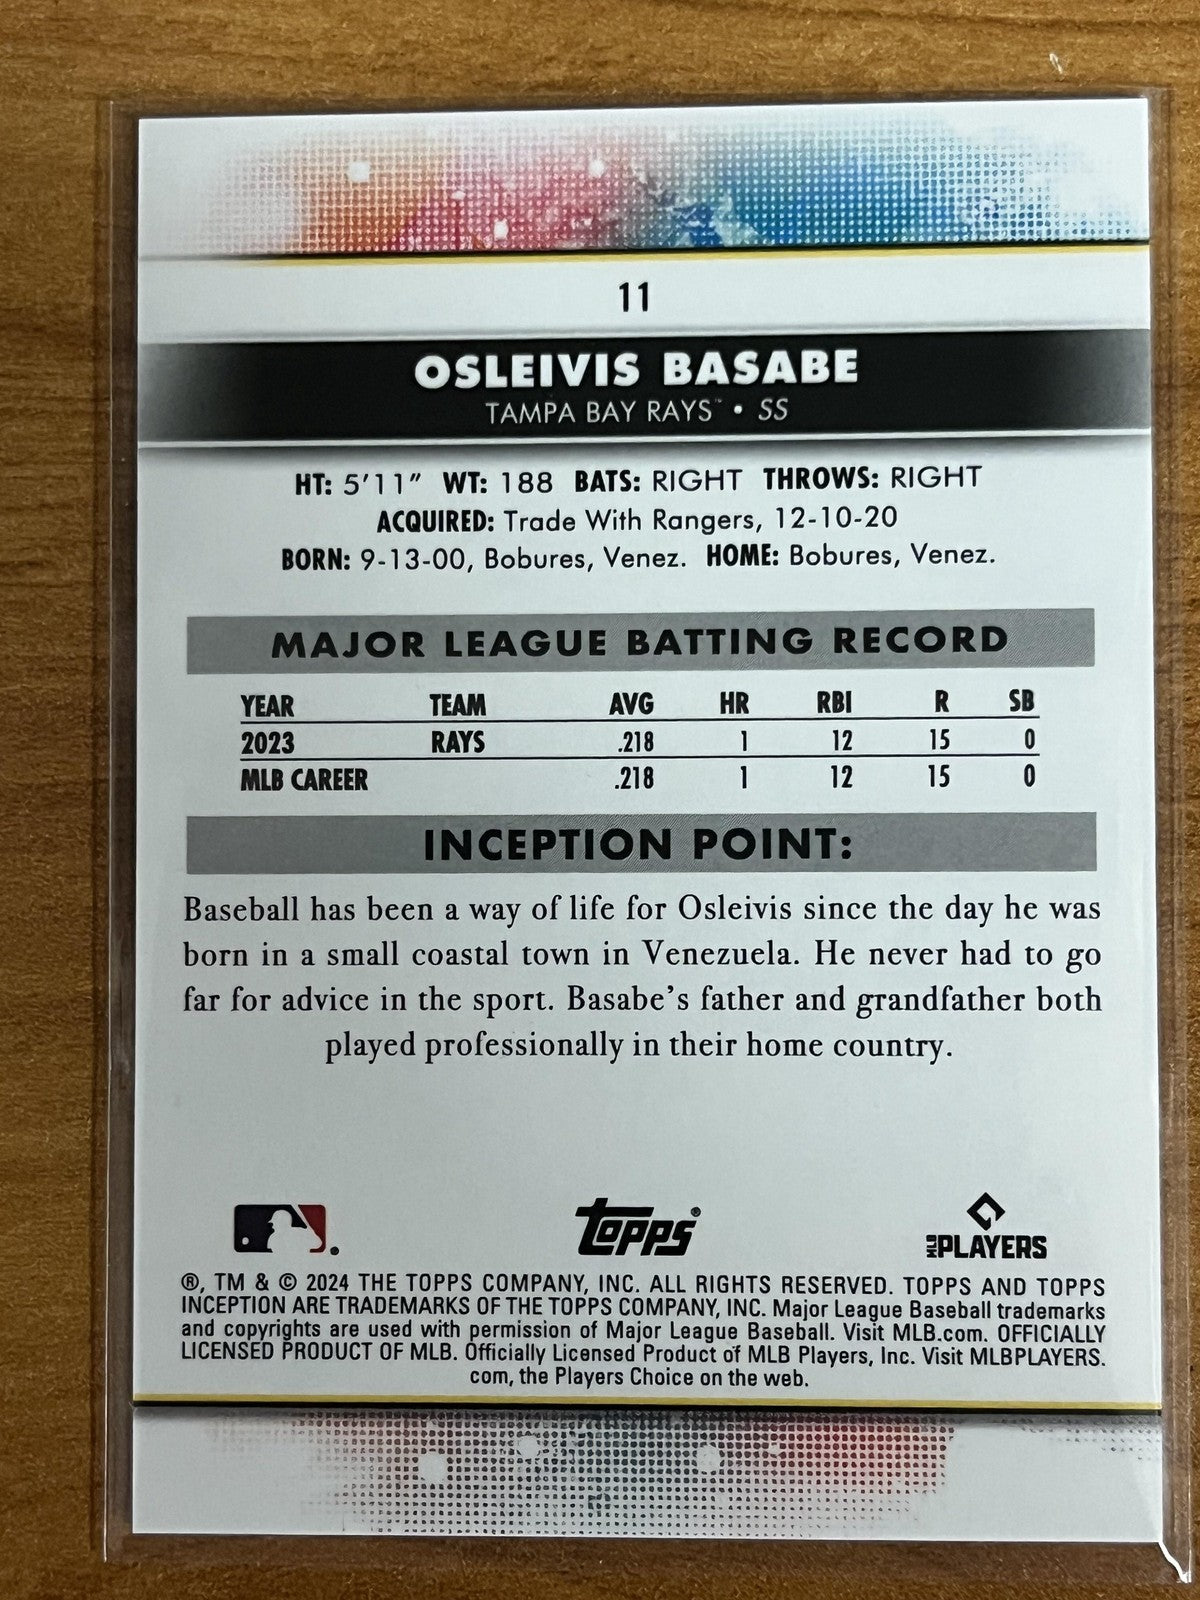 11
OSLEIVIS BASABE
TAMPA BAY RAYS™ • SS
HT: 5'11" WT: 188 BATS: RIGHT THROWS: RIGHT
ACQUIRED: Trade With Rangers, 12-10-20
BORN: 9-13-00, Bobures, Venez. HOME: Bobures, Venez.
MAJOR LEAGUE BATTING RECORD
YEAR TEAM AVG HR RBI R SB
2023 RAYS .218 1 12 15 0
MLB CAREER .218 1 12 15 0
INCEPTION POINT:
Baseball has been a way of life for Osleivis since the day he was
born in a small coastal town in Venezuela. He never had to go
far for advice in the sport. Basabe's father and grandfather both
played professionally in their home country.
topps®
MLB PLAYERS
®, TM & © 2024 THE TOPPS COMPANY, INC. ALL RIGHTS RESERVED. TOPPS AND TOPPS
INCEPTION ARE TRADEMARKS OF THE TOPPS COMPANY, INC. Major League Baseball trademarks
and copyrights are used with permission of Major League Baseball. Visit MLB.com. OFFICIALLY
LICENSED PRODUCT OF MLB. Officially Licensed Product of MLB Players, Inc. Visit MLBPLAYERS.
com, the Players Choice on the web.